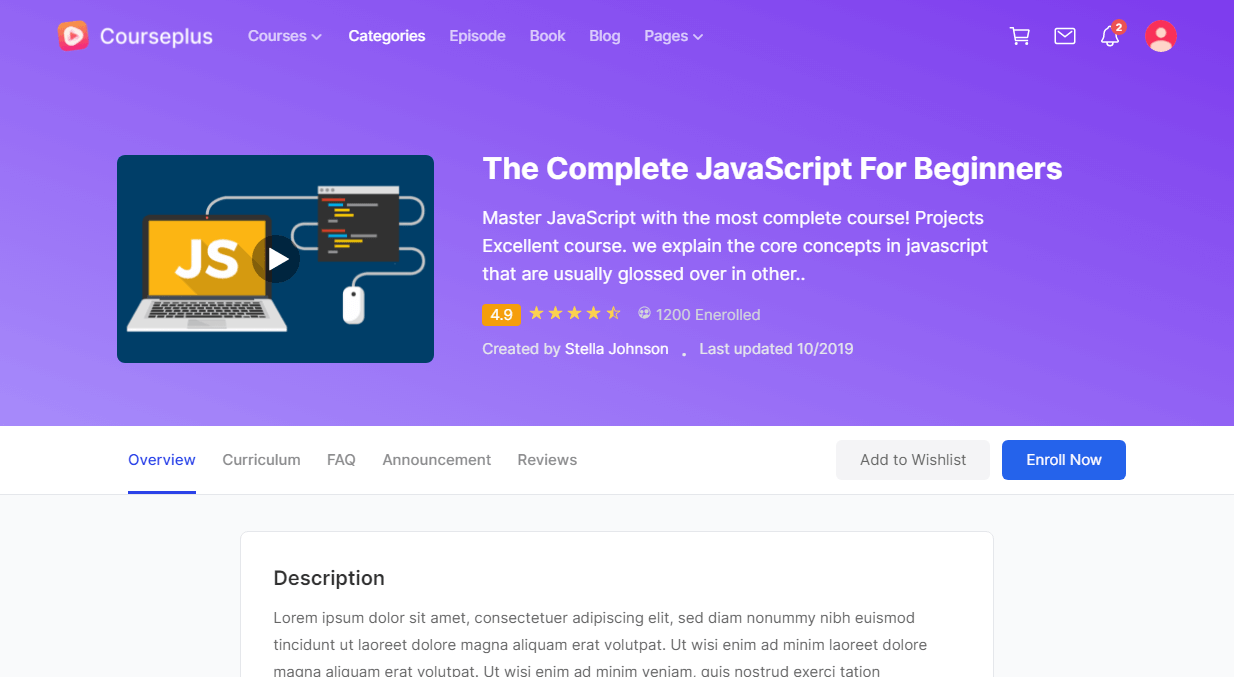 Courseplus Courses Categories Episode Book Blog Pages 2
The Complete JavaScript For Beginners
Master JavaScript with the most complete course! Projects
Excellent course. we explain the core concepts in javascript
that are usually glossed over in other..
JS
4.9 1200 Enerolled
Created by Stella Johnson . Last updated 10/2019
Overview Curriculum FAQ Announcement Reviews Add to Wishlist Enroll Now
Description
Lorem ipsum dolor sit amet, consectetuer adipiscing elit, sed diam nonummy nibh euismod
tincidunt ut laoreet dolore magna aliquam erat volutpat. Ut wisi enim ad minim laoreet dolore
magna aliquam erat volutpat. Ut wisi enim ad minim veniam, quis nostrud exerci tation